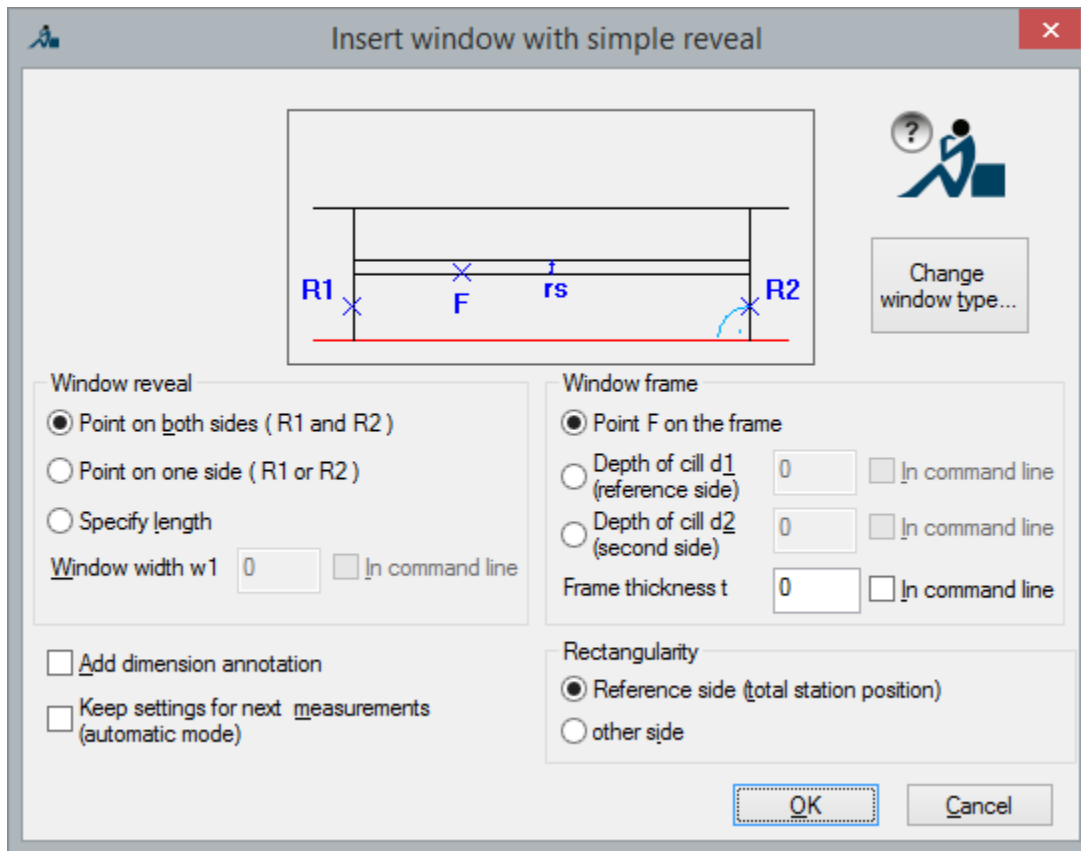 Insert window with simple reveal
?
R1
F
rs
R2
Change
window type...
Window reveal
Point on both sides ( R1 and R2 )
Point on one side ( R1 or R2 )
Specify length
Window width w1 0 In command line
Window frame
Point F on the frame
Depth of cill d1
(reference side)
0 In command line
Depth of cill d2
(second side)
0 In command line
Frame thickness t 0 In command line
Add dimension annotation
Keep settings for next measurements
(automatic mode)
Rectangularity
Reference side (total station position)
other side
OK
Cancel